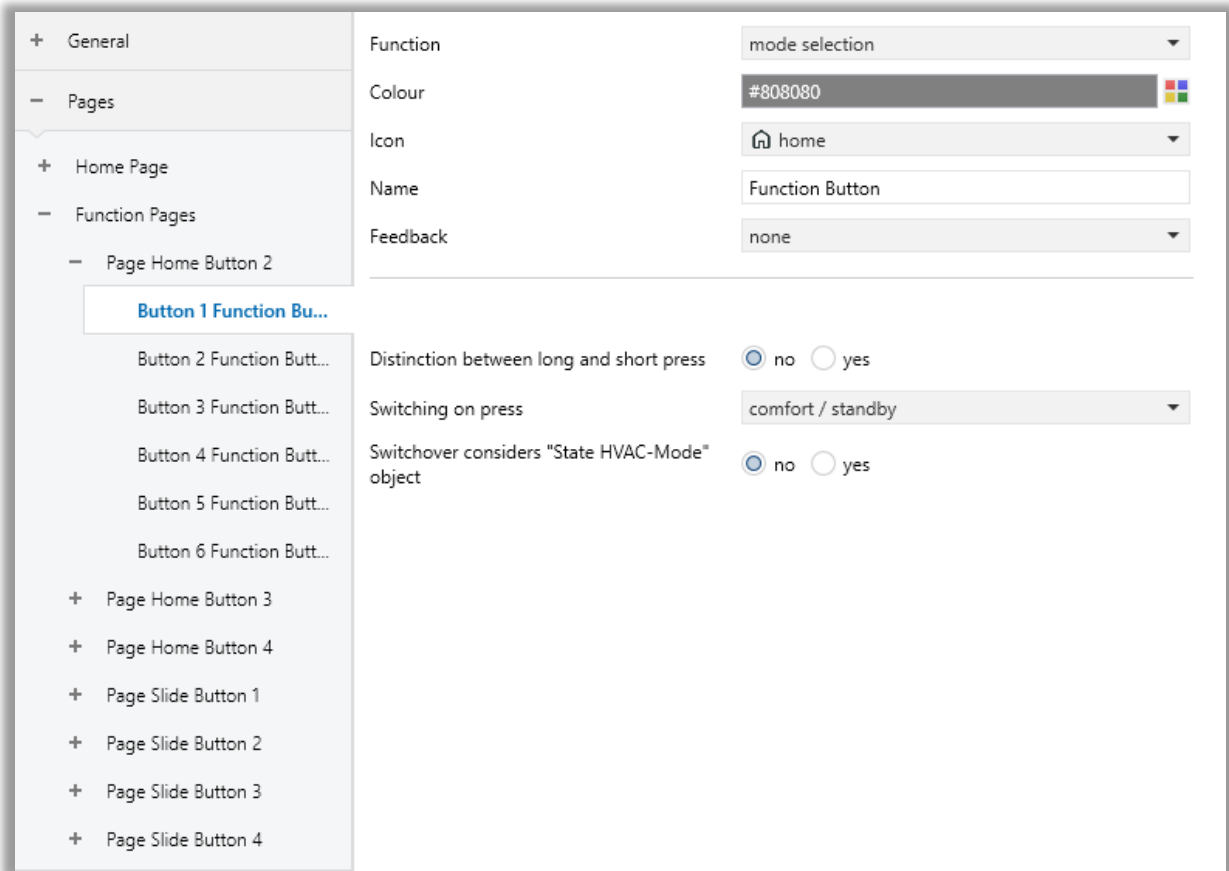 + General
− Pages
+ Home Page
− Function Pages
− Page Home Button 2
Button 1 Function Bu...
Button 2 Function Butt...
Button 3 Function Butt...
Button 4 Function Butt...
Button 5 Function Butt...
Button 6 Function Butt...
+ Page Home Button 3
+ Page Home Button 4
+ Page Slide Button 1
+ Page Slide Button 2
+ Page Slide Button 3
+ Page Slide Button 4
Function mode selection
Colour #808080
Icon home
Name Function Button
Feedback none
Distinction between long and short press no yes
Switching on press comfort / standby
Switchover considers "State HVAC-Mode"
object no yes